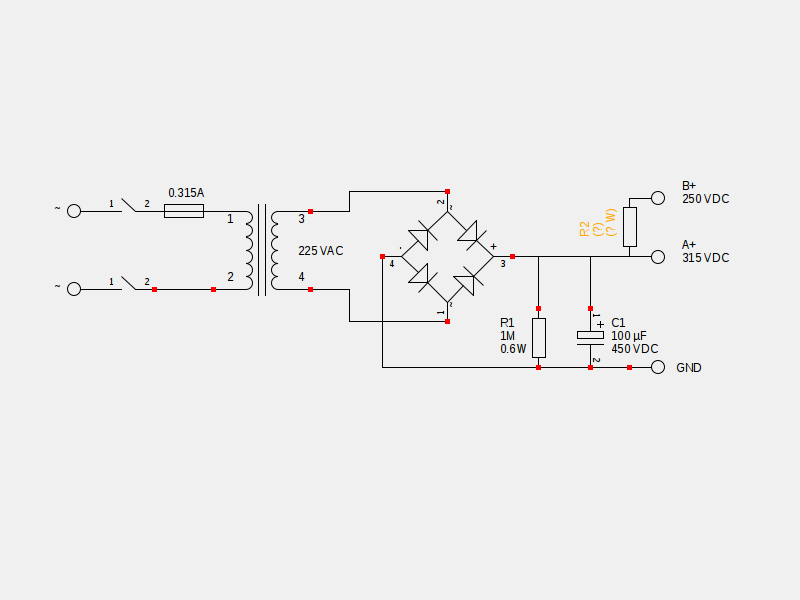 ~
1
2
0.315A
1
2
~
1
2
3
225 VAC
4
2
~
-
4
+
3
1
~
R1
1M
0.6W
1
+
2
C1
100 µF
450 VDC
R2
(?)
(? W)
B+
250 VDC
A+
315 VDC
GND